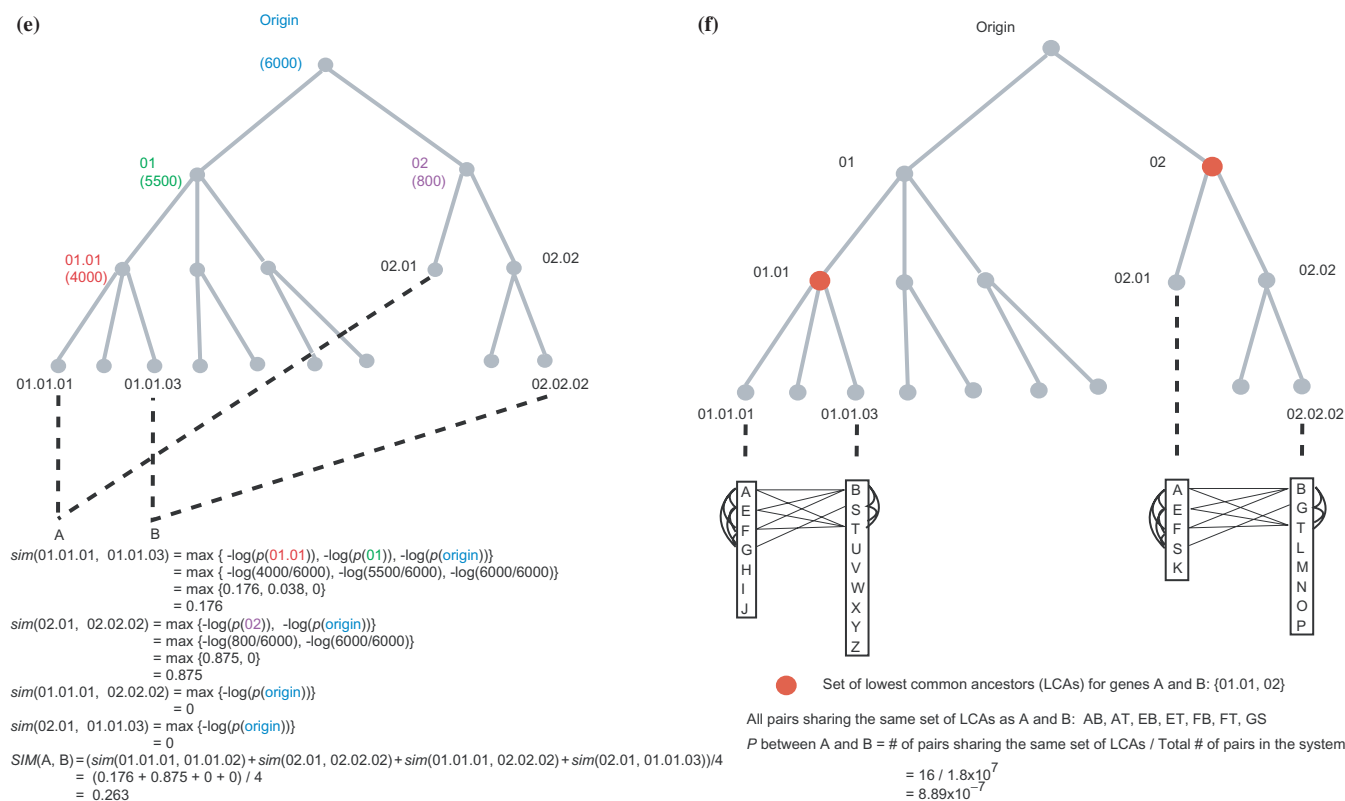 (e)
Origin
(6000)
01
(5500)
02
(800)
01.01
(4000)
02.01
02.02
01.01.01
01.01.03
02.02.02
A
B
sim(01.01.01, 01.01.03) = max { -log(p(01.01)), -log(p(01)), -log(p(origin))}
= max { -log(4000/6000), -log(5500/6000), -log(6000/6000)}
= max {0.176, 0.038, 0}
= 0.176
sim(02.01, 02.02.02) = max {-log(p(02)), -log(p(origin))}
= max {-log(800/6000), -log(6000/6000)}
= max {0.875, 0}
= 0.875
sim(01.01.01, 02.02.02) = max {-log(p(origin)}
= 0
sim(02.01, 01.01.03) = max {-log(p(origin))}
= 0
SIM(A, B) = (sim(01.01.01, 01.01.02) + sim(02.01, 02.02.02) + sim(01.01.01, 02.02.02) + sim(02.01, 01.01.03))/4
= (0.176 + 0.875 + 0 + 0) / 4
= 0.263
(f)
Origin
01
02
01.01
02.01
02.02
01.01.01
01.01.03
02.02.02
A
E
F
G
H
I
J
B
S
T
U
V
W
X
Y
Z
A
E
F
S
K
B
G
T
L
M
N
O
P
Set of lowest common ancestors (LCAs) for genes A and B: {01.01, 02}
All pairs sharing the same set of LCAs as A and B: AB, AT, EB, ET, FB, FT, GS
P between A and B = # of pairs sharing the same set of LCAs / Total # of pairs in the system
= 16 / 1.8x10⁷
= 8.89x10⁻⁷